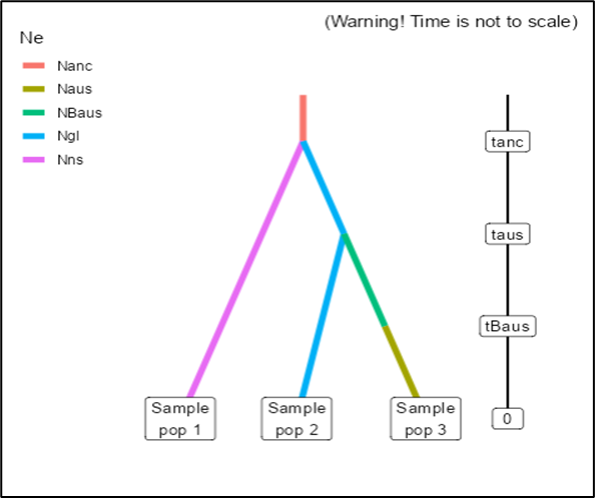 (Warning! Time is not to scale)
Ne
Nanc
Naus
NBaus
Ngl
Nns
tanc
taus
tBaus
0
Sample
pop 1
Sample
pop 2
Sample
pop 3